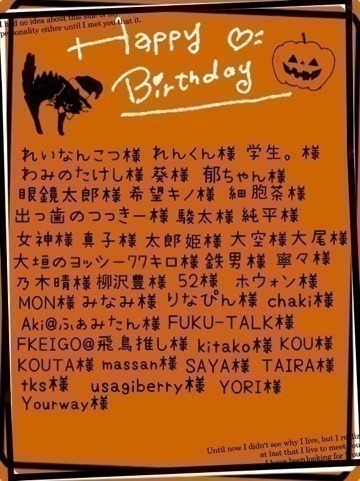 had no idea about this side of my
personality either until I met you that it,
Happy
Birthday
れいなんこつ様 れんくん様 学生。様
わみのたけし様 葵様 郁ちゃん様
眼鏡太郎様 希望キノ様 細胞茶様
出っ歯のつっきー様 駿太様 純平様
女神様 真子様 太郎姫様 大空様 大尾様
大垣のヨッシー77キロ様 鉄男様 寧々様
乃木晴様 柳沢豊様 52様 ホウォン様
MON様 みなみ様 りなぴん様 chaki様
Aki@ふぁみたん様 FUKU-TALK様
FKEIGO@飛鳥推し様 kitako様 KOU様
KOUTA様 massan様 SAYA様 TAIRA様
tks様 usagiberry様 YORI様
Yourway様
Until now I didn't see why I live, but I
at last that I live to meet
I have been looking for